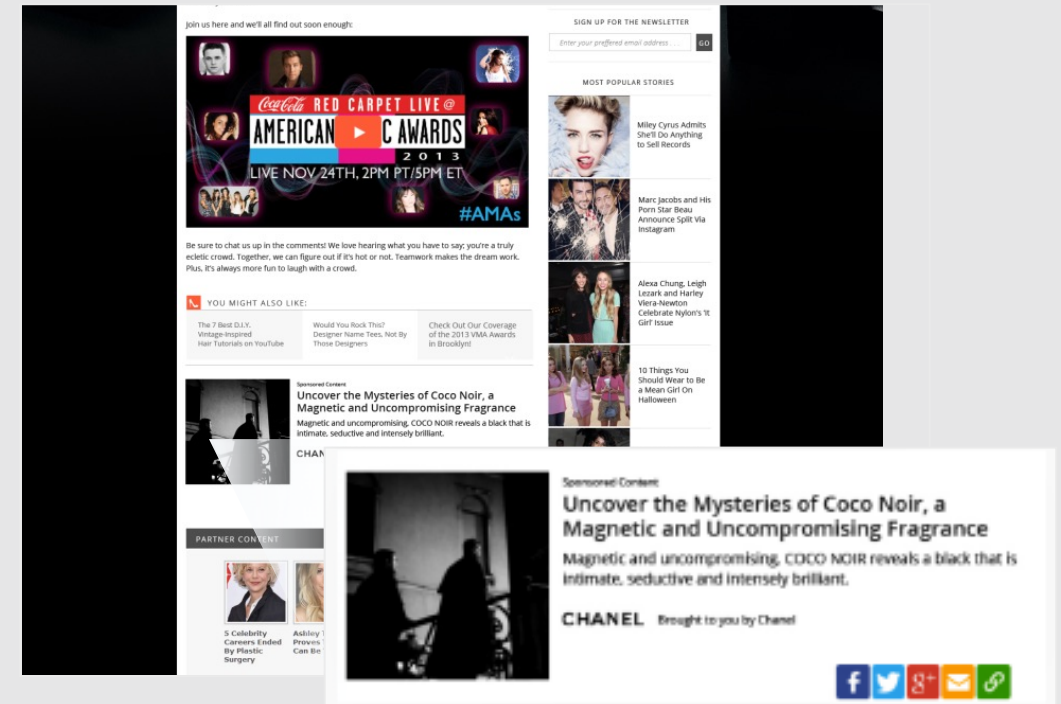 Join us here and we'll all find out soon enough:
Coca-Cola RED CARPET LIVE@
AMERICAN C AWARDS
2013
LIVE NOV 24TH, 2PM PT/5PM ET
#AMAs
Be sure to chat us up in the comments! We love hearing what you have to say; you're a truly
ecletic crowd. Together, we can figure out if it's hot or not. Teamwork makes the dream work.
Plus, it's always more fun to laugh with a crowd.
YOU MIGHT ALSO LIKE:
The 7 Best D.I.Y.
Vintage-Inspired
Hair Tutorials on YouTube
Would You Rock This?
Designer Name Tees, Not By
Those Designers
Check Out Our Coverage
of the 2013 VMA Awards
in Brooklyn!
Sponsored Content
Uncover the Mysteries of Coco Noir, a
Magnetic and Uncompromising Fragrance
Magnetic and uncompromising, COCO NOIR reveals a black that is
intimate, seductive and intensely brilliant.
CHAN
PARTNER CONTENT
5 Celebrity
Careers Ended
By Plastic
Surgery
Ashley
Proves
Can Be
SIGN UP FOR THE NEWSLETTER
Enter your preffered email address . . .
GO
MOST POPULAR STORIES
Miley Cyrus Admits
She'll Do Anything
to Sell Records
Marc Jacobs and His
Porn Star Beau
Announce Split Via
Instagram
Alexa Chung, Leigh
Lezark and Harley
Viera-Newton
Celebrate Nylon's 'It
Girl' Issue
10 Things You
Should Wear to Be
a Mean Girl On
Halloween
Sponsored Content
Uncover the Mysteries of Coco Noir, a
Magnetic and Uncompromising Fragrance
Magnetic and uncompromising, COCO NOIR reveals a black that is
intimate, seductive and intensely brilliant.
CHANEL Brought to you by Chanel
f g+